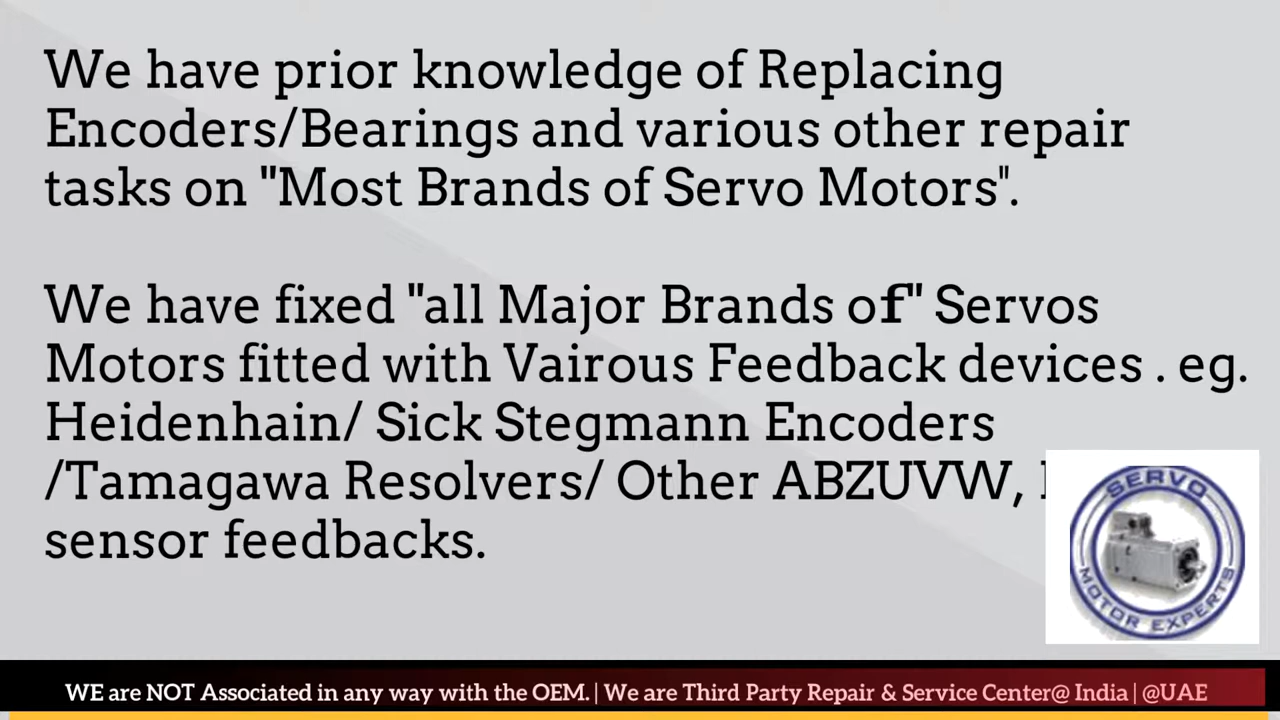 We have prior knowledge of Replacing
Encoders/Bearings and various other repair
tasks on "Most Brands of Servo Motors".
We have fixed "all Major Brands of" Servos
Motors fitted with Vairous Feedback devices . eg.
Heidenhain/ Sick Stegmann Encoders
/Tamagawa Resolvers/ Other ABZUVW,
sensor feedbacks.
SERVO
MOTOR EXPERTS
WE are NOT Associated in any way with the OEM. | We are Third Party Repair & Service Center@ India | @UAE